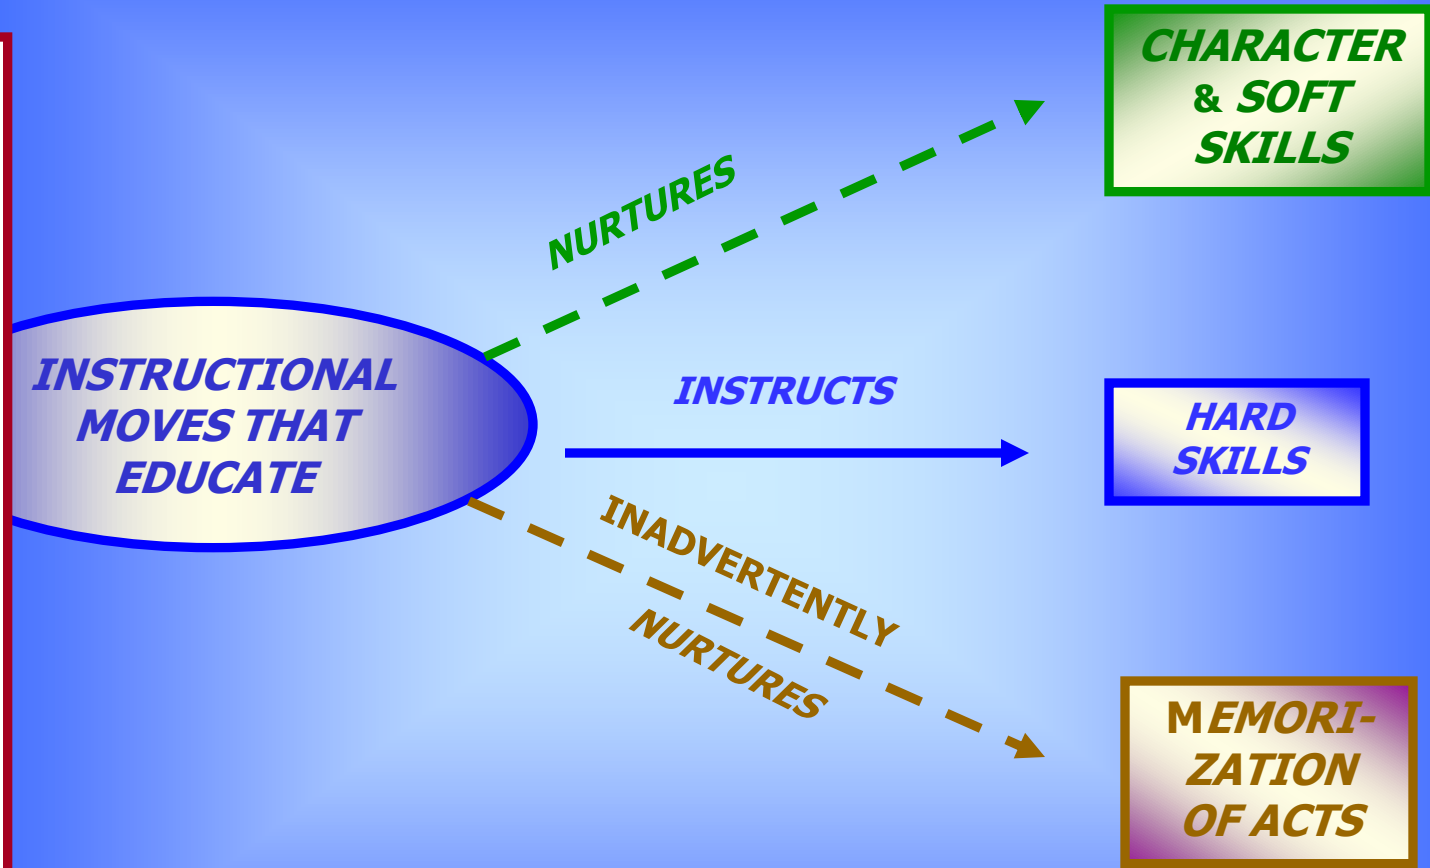 CHARACTER
& SOFT
SKILLS
NURTURES
INSTRUCTIONAL
MOVES THAT
EDUCATE
INSTRUCTS
HARD
SKILLS
INADVERTENTLY
NURTURES
MEMORI-
ZATION
OF ACTS